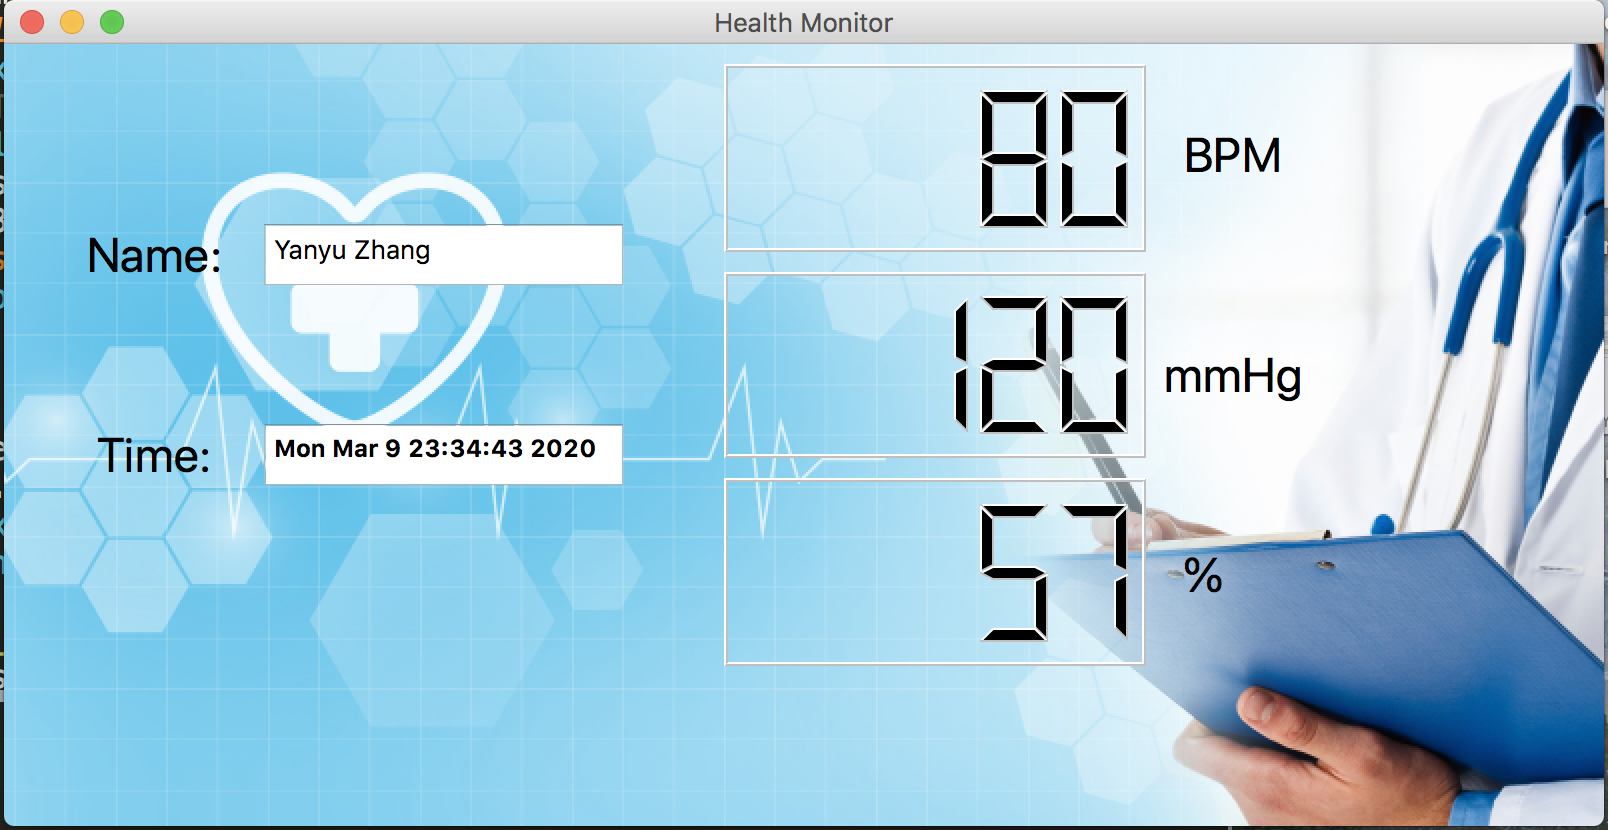 Health Monitor
80 BPM
Name: Yanyu Zhang
120 mmHg
Time: Mon Mar 9 23:34:43 2020
57 %